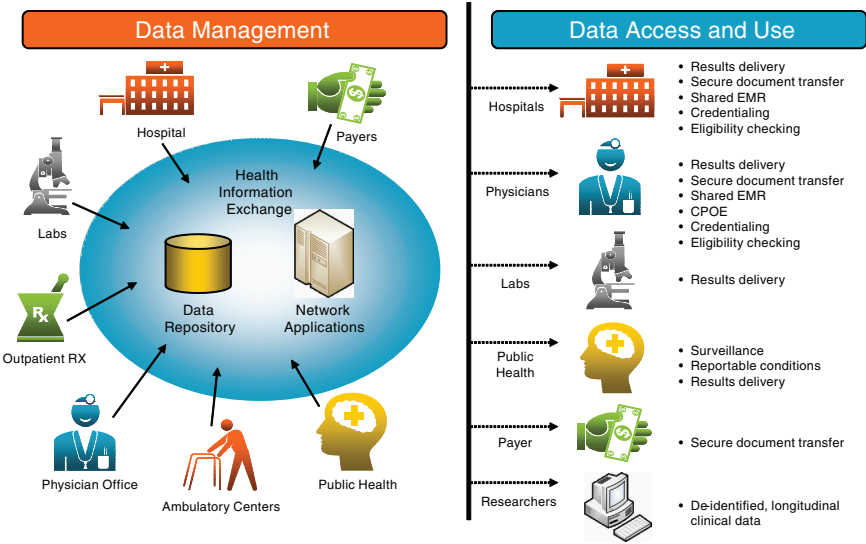 Data Management
Hospital
Payers
Labs
Health
Information
Exchange
Data
Repository
Network
Applications
Rx
Outpatient RX
Physician Office
Ambulatory Centers
Public Health
Data Access and Use
Hospitals
• Results delivery
• Secure document transfer
• Shared EMR
• Credentialing
• Eligibility checking
Physicians
• Results delivery
• Secure document transfer
• Shared EMR
• CPOE
• Credentialing
• Eligibility checking
Labs
• Results delivery
Public
Health
• Surveillance
• Reportable conditions
• Results delivery
Payer
• Secure document transfer
Researchers
• De-identified, longitudinal
clinical data